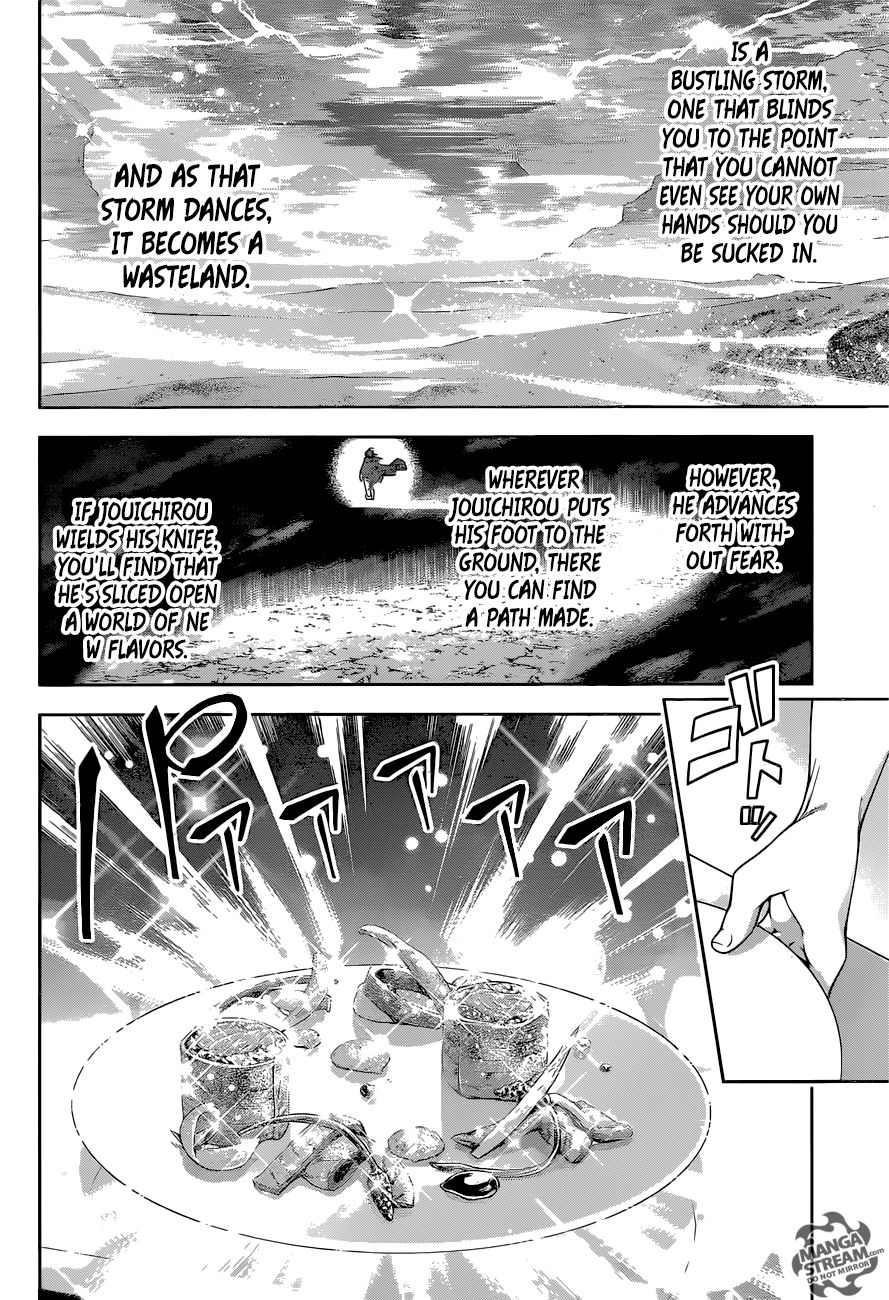 IS A
BUSTLING STORM,
ONE THAT BLINDS
YOU TO THE POINT
THAT YOU CANNOT
EVEN SEE YOUR OWN
HANDS SHOULD YOU
BE SUCKED IN.
AND AS THAT
STORM DANCES,
IT BECOMES A
WASTELAND.
HOWEVER,
HE ADVANCES
FORTH WITH-
OUT FEAR.
WHEREVER
JOUICHIROU PUTS
HIS FOOT TO THE
GROUND, THERE
YOU CAN FIND
A PATH MADE.
IF JOUICHIROU
WIELDS HIS KNIFE,
YOU'LL FIND THAT
HE'S SLICED OPEN
A WORLD OF NE
W FLAVORS.
ゴトッ
パァァァァ
MANGA
STREAM.com
DO NOT MIRROR!